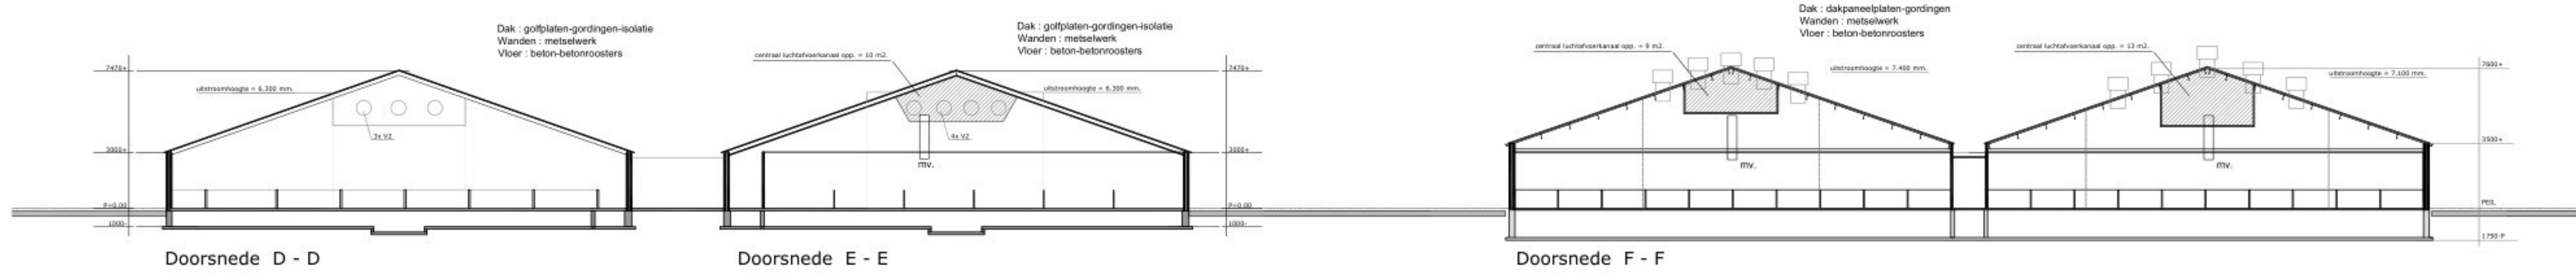 Dak : golfplaten-gordingen-isolatie
Wanden : metselwerk
Vloer : beton-betonroosters
7470+
uitstroomhoogte = 6.300 mm.
3x V2
3000+
P=0.00
1000-
Doorsnede D - D
Dak : golfplaten-gordingen-isolatie
Wanden : metselwerk
Vloer : beton-betonroosters
centraal luchtafvoerkanaal opp. = 10 m2.
7470+
uitstroomhoogte = 6.300 mm.
4x V2
mv.
3000+
P=0.00
1000-
Doorsnede E - E
Dak : dakpaneelplaten-gordingen
Wanden : metselwerk
Vloer : beton-betonroosters
centraal luchtafvoerkanaal opp. = 9 m2.
uitstroomhoogte = 7.400 mm.
mv.
centraal luchtafvoerkanaal opp. = 13 m2.
uitstroomhoogte = 7.100 mm.
mv.
7600+
3500+
PEIL
1750-P
Doorsnede F - F